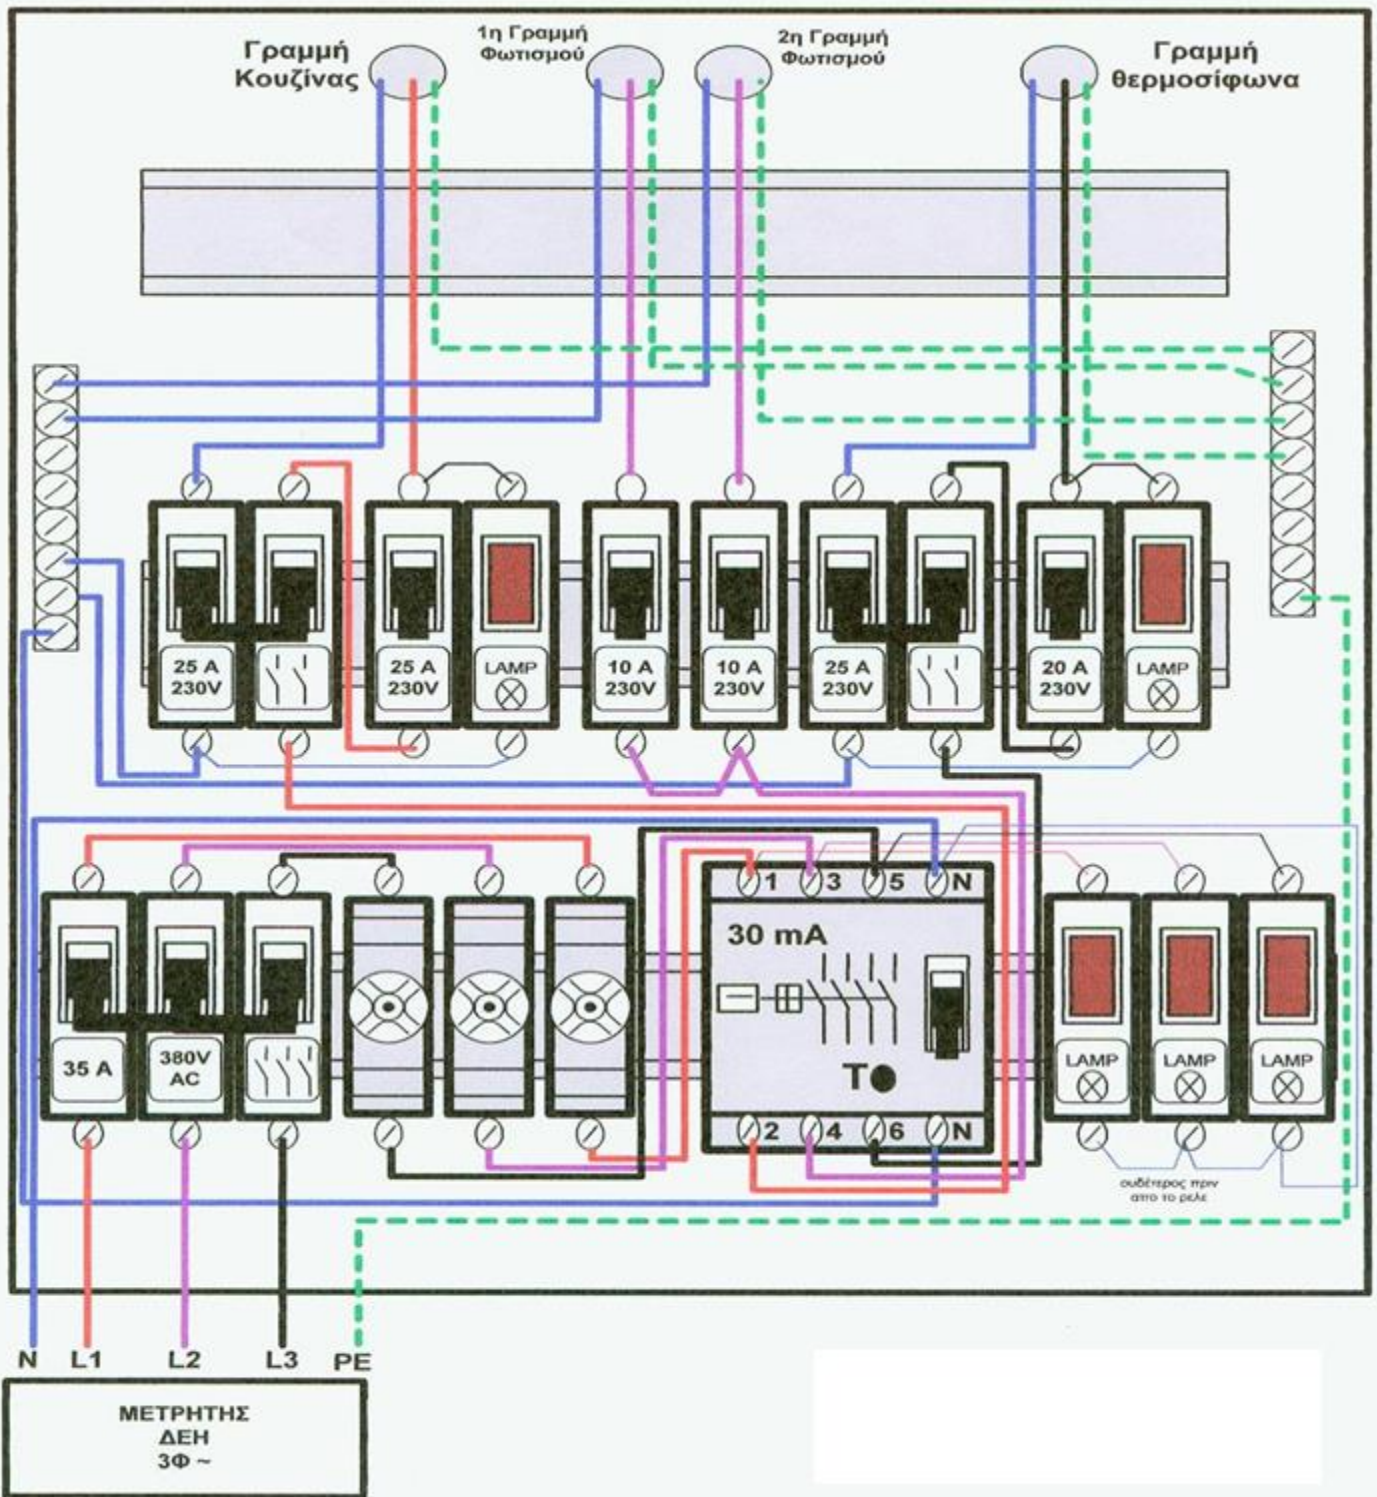 Γραμμή
Κουζίνας
1η Γραμμή
Φωτισμού
2η Γραμμή
Φωτισμού
Γραμμή
θερμοσίφωνα
25 A
230V
25 A
230V
LAMP
10 A
230V
10 A
230V
25 A
230V
20 A
230V
LAMP
1 3 5 N
30 mA
35 A
380V
AC
T
LAMP
LAMP
LAMP
2 4 6 N
ουδέτερος πριν
απο το ρελε
N L1 L2 L3 PE
ΜΕΤΡΗΤΗΣ
ΔΕΗ
3Φ ~